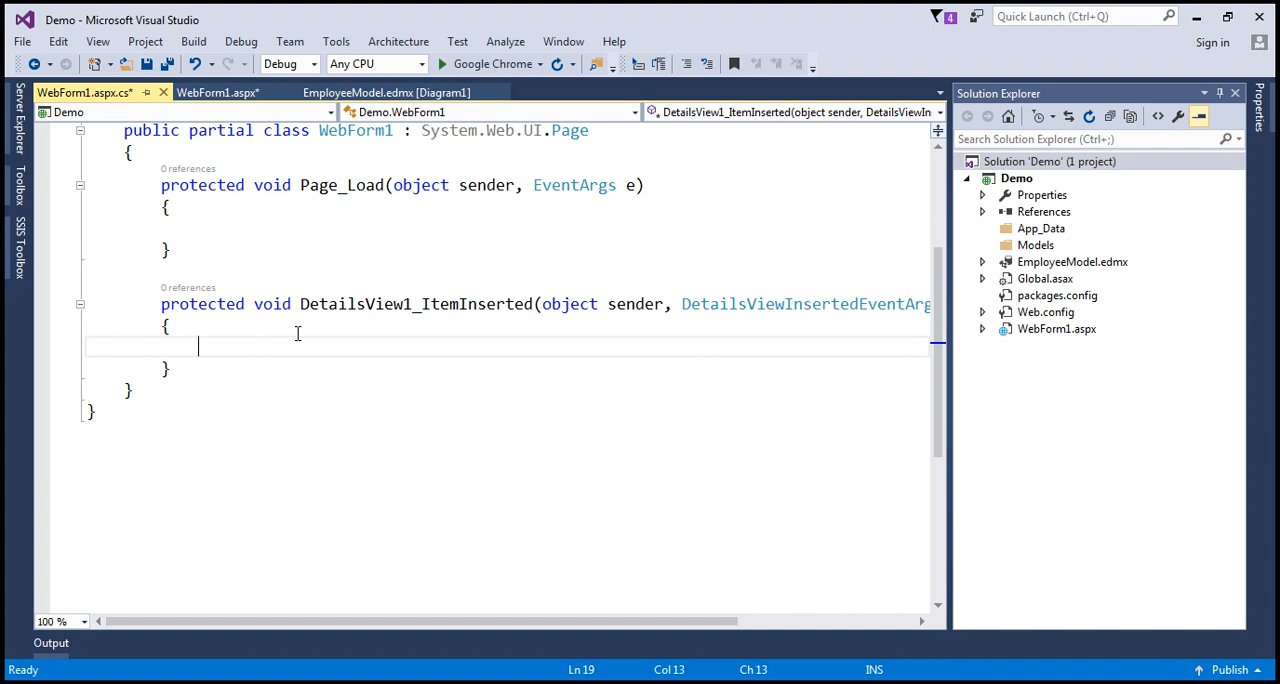 Demo - Microsoft Visual Studio
4
Quick Launch (Ctrl+Q)
File Edit View Project Build Debug Team Tools Architecture Test Analyze Window Help
Sign in
Debug Any CPU Google Chrome
Server Explorer
Toolbox
SSIS Toolbox
WebForm1.aspx.cs* WebForm1.aspx* EmployeeModel.edmx [Diagram1]
Demo Demo.WebForm1 DetailsView1_ItemInserted(object sender, DetailsViewIn
public partial class WebForm1 : System.Web.UI.Page
{
0 references
protected void Page_Load(object sender, EventArgs e)
{
}
0 references
protected void DetailsView1_ItemInserted(object sender, DetailsViewInsertedEventArg
{
}
}
}
100 %
Solution Explorer
Search Solution Explorer (Ctrl+;)
Solution 'Demo' (1 project)
Demo
Properties
References
App_Data
Models
EmployeeModel.edmx
Global.asax
packages.config
Web.config
WebForm1.aspx
Properties
Output
Ready Ln 19 Col 13 Ch 13 INS Publish